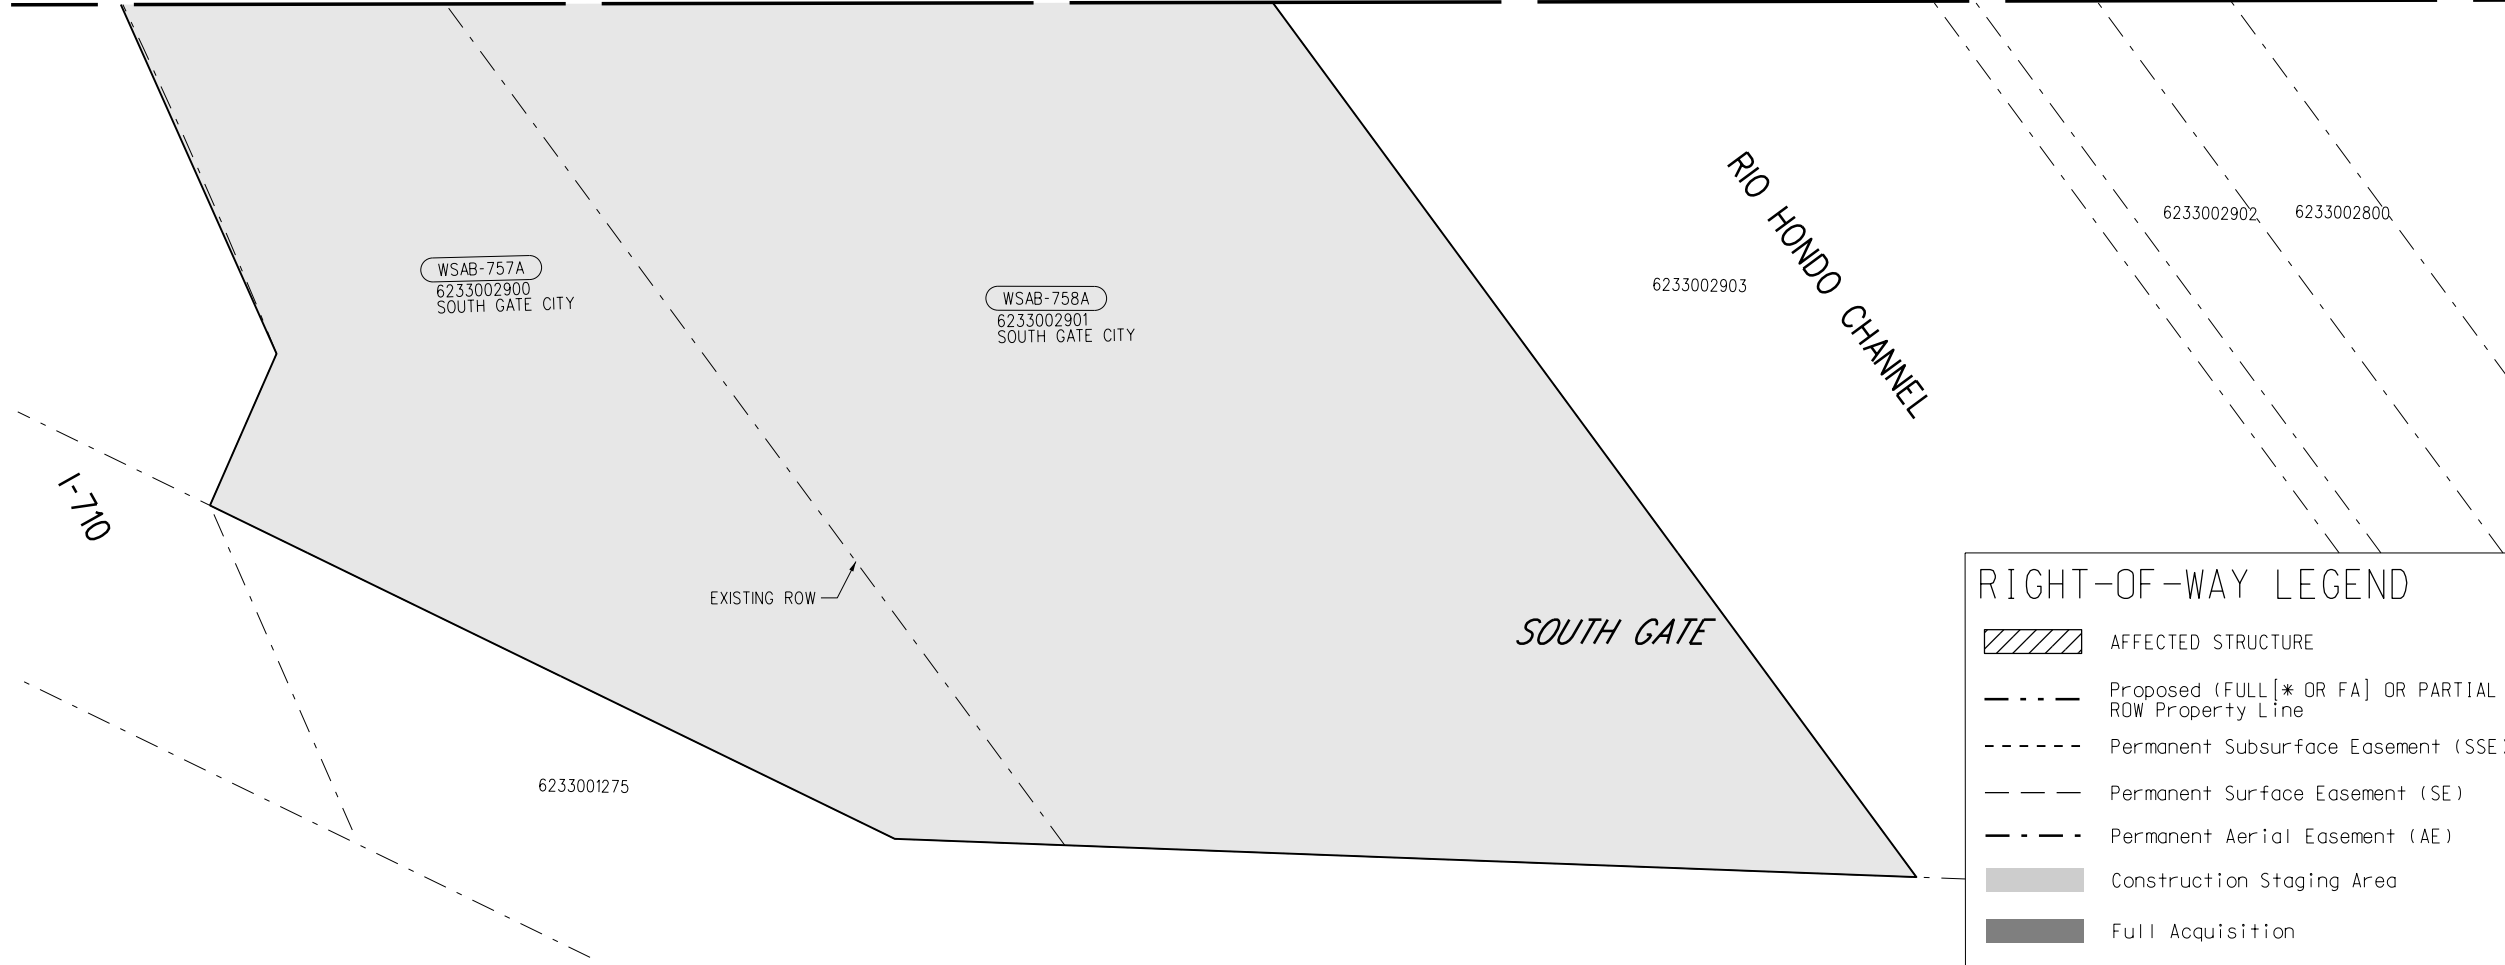 WSAB-757A
6233002900
SOUTH GATE CITY
WSAB-758A
6233002901
SOUTH GATE CITY
6233002903
RIO HONDO CHANNEL
6233002902
6233002800
I-710
EXISTING ROW
SOUTH GATE
6233001275
RIGHT-OF-WAY LEGEND
AFFECTED STRUCTURE
Proposed (FULL[* OR FA] OR PARTIAL
ROW Property Line
Permanent Subsurface Easement (SSE)
Permanent Surface Easement (SE)
Permanent Aerial Easement (AE)
Construction Staging Area
Full Acquisition